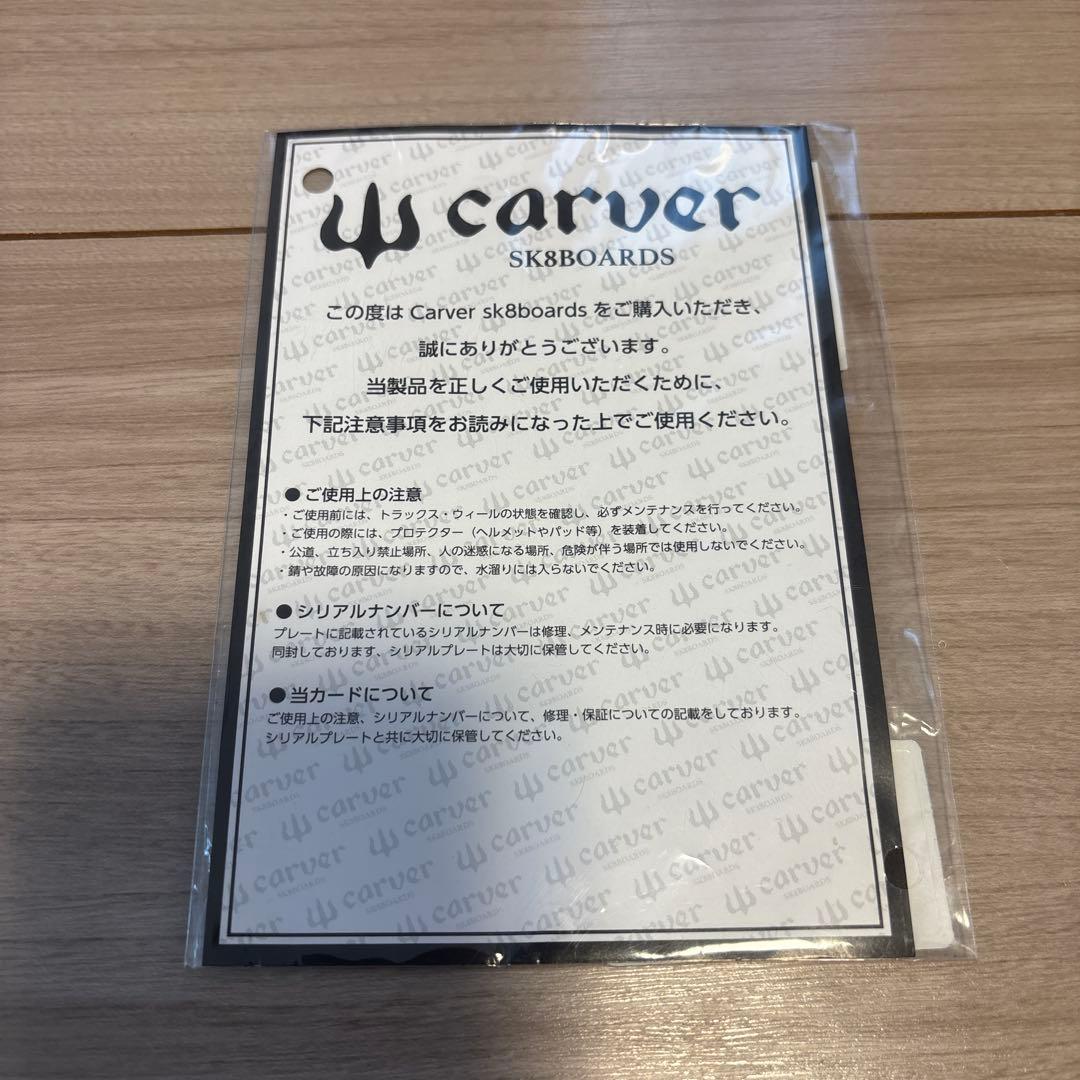 carver
SK8BOARDS
この度は Carver sk8boards をご購入いただき、
誠にありがとうございます。
当製品を正しくご使用いただくために、
下記注意事項をお読みになった上でご使用ください。
● ご使用上の注意
・ご使用前には、トラックス・ウィールの状態を確認し、必ずメンテナンスを行ってください。
・ご使用の際には、プロテクター（ヘルメットやパッド等）を装着してください。
・公道、立ち入り禁止場所、人の迷惑になる場所、危険が伴う場所では使用しないでください。
・錆や故障の原因になりますので、水溜りには入らないでください。
● シリアルナンバーについて
プレートに記載されているシリアルナンバーは修理、メンテナンス時に必要になります。
同封しております、シリアルプレートは大切に保管してください。
● 当カードについて
ご使用上の注意、シリアルナンバーについて、修理・保証についての記載をしております。
シリアルプレートと共に大切に保管してください。